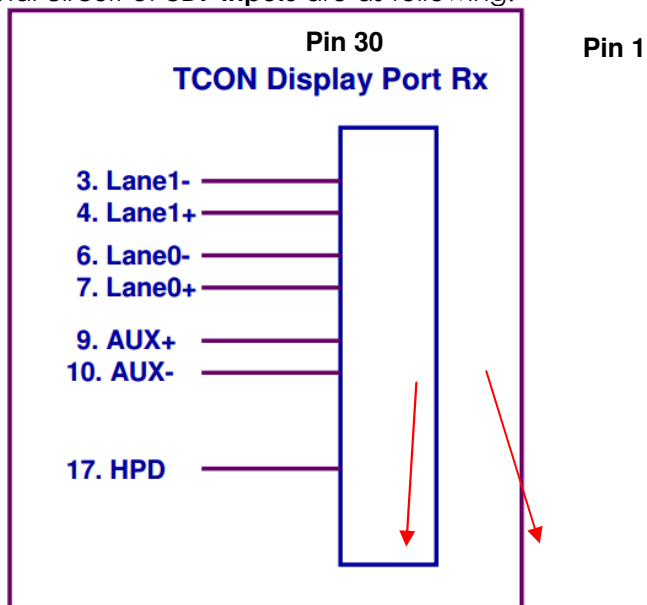 Pin 30
Pin 1
TCON Display Port Rx
3. Lane1-
4. Lane1+
6. Lane0-
7. Lane0+
9. AUX+
10. AUX-
17. HPD